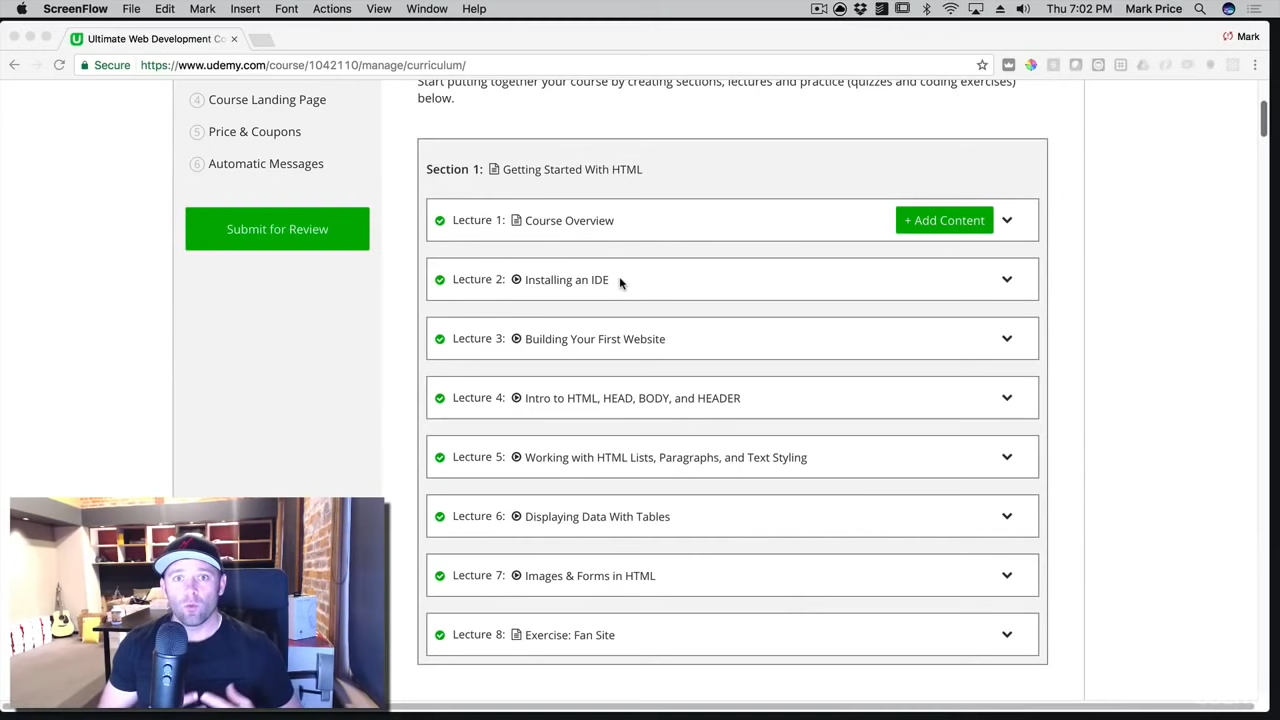 ScreenFlow File Edit Mark Insert Font Actions View Window Help Thu 7:02 PM Mark Price
Ultimate Web Development Co Mark
Secure https://www.udemy.com/course/1042110/manage/curriculum/
Start putting together your course by creating sections, lectures and practice (quizzes and coding exercises)
below.
4 Course Landing Page
5 Price & Coupons
6 Automatic Messages
Submit for Review
Section 1: Getting Started With HTML
Lecture 1: Course Overview + Add Content
Lecture 2: Installing an IDE
Lecture 3: Building Your First Website
Lecture 4: Intro to HTML, HEAD, BODY, and HEADER
Lecture 5: Working with HTML Lists, Paragraphs, and Text Styling
Lecture 6: Displaying Data With Tables
Lecture 7: Images & Forms in HTML
Lecture 8: Exercise: Fan Site